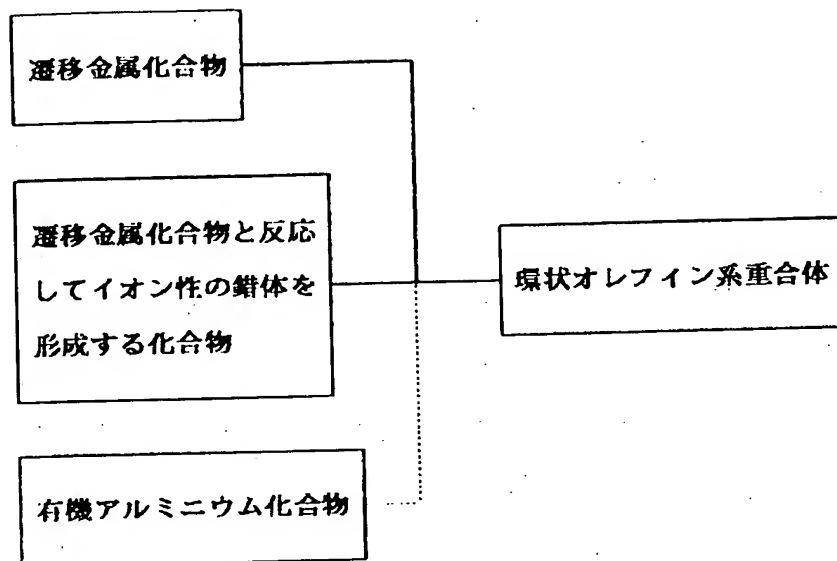 遷移金属化合物
遷移金属化合物と反応
してイオン性の錯体を
形成する化合物
環状オレフィン系重合体
有機アルミニウム化合物